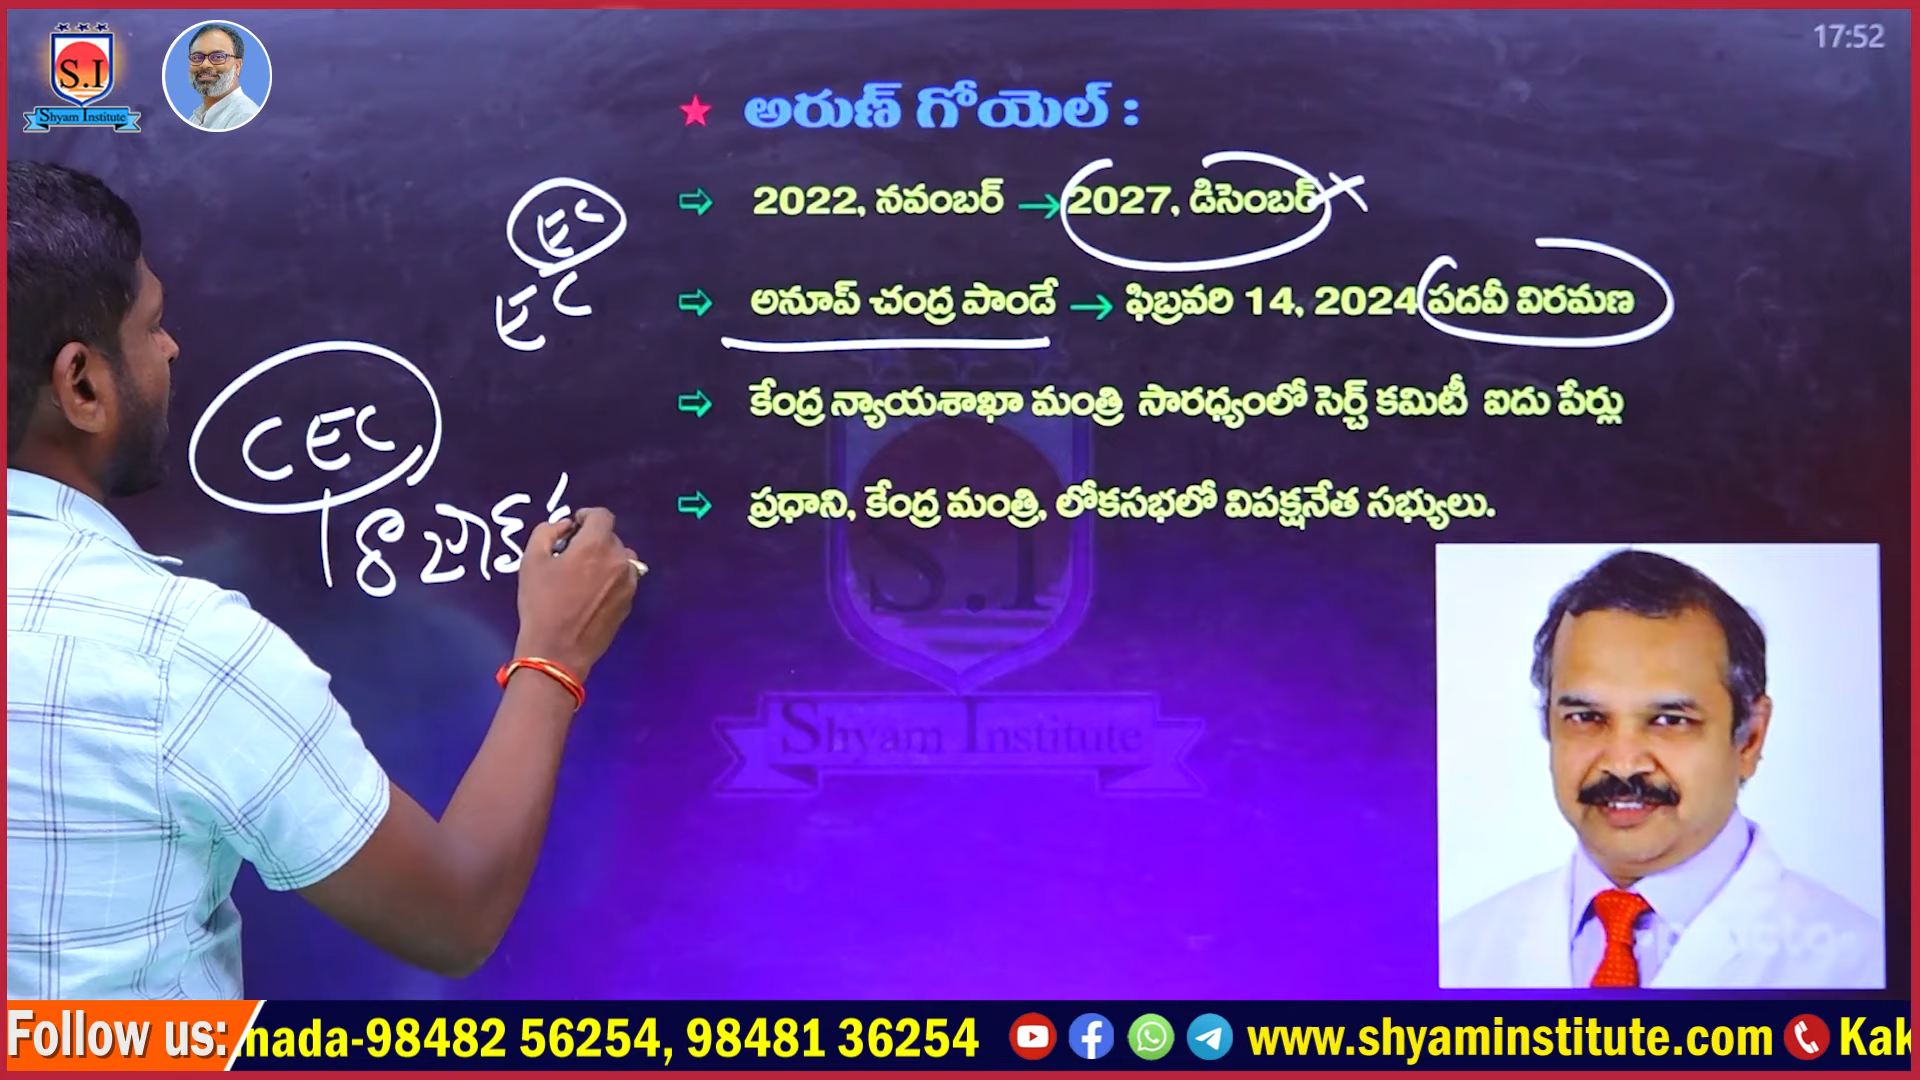 S.I
Shyam Institute
17:52
★ అరుణ్ గోయెల్ :
⇨ 2022, నవంబర్ → 2027, డిసెంబర్ ×
EC
⇨ అనూప్ చంద్ర పాండే → ఫిబ్రవరి 14, 2024 పదవీ విరమణ
EC
⇨ కేంద్ర న్యాయశాఖా మంత్రి సారధ్యంలో సెర్చ్ కమిటీ ఐదు పేర్లు
CEC
⇨ ప్రధాని, కేంద్ర మంత్రి, లోకసభలో విపక్షనేత సభ్యులు.
S.I
Shyam Institute
practo
Follow us:
nada-98482 56254, 98481 36254
www.shyaminstitute.com
Kak